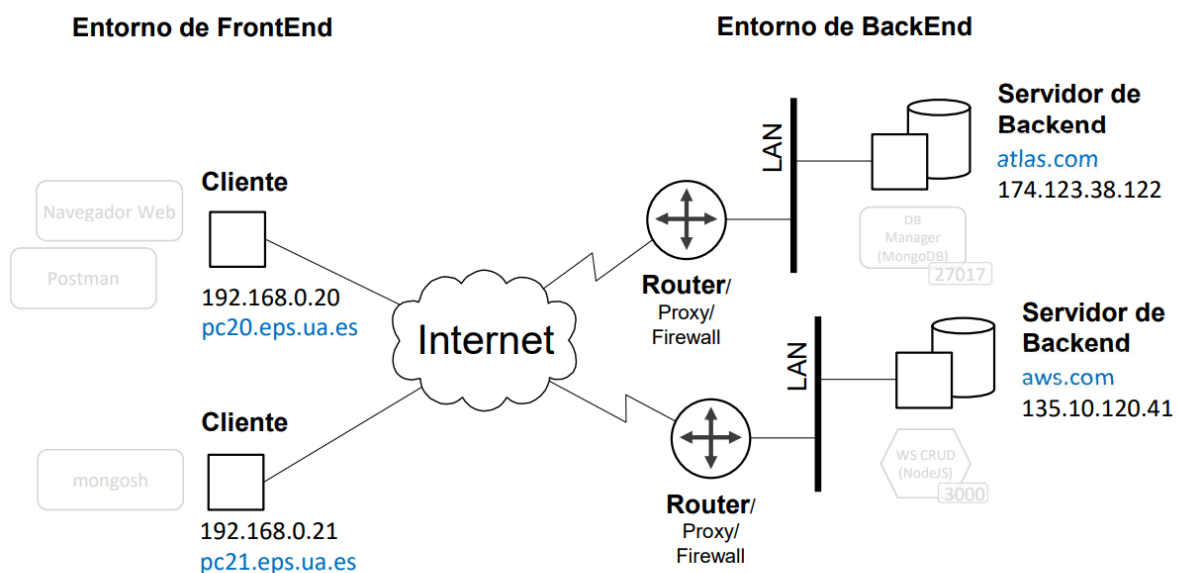 Entorno de FrontEnd
Entorno de BackEnd
Cliente
Navegador Web
Postman
192.168.0.20
pc20.eps.ua.es
Cliente
mongosh
192.168.0.21
pc21.eps.ua.es
Internet
Router/
Proxy/
Firewall
LAN
Servidor de
Backend
atlas.com
174.123.38.122
DB
Manager
(MongoDB)
27017
Router/
Proxy/
Firewall
LAN
Servidor de
Backend
aws.com
135.10.120.41
WS CRUD
(NodeJS)
3000